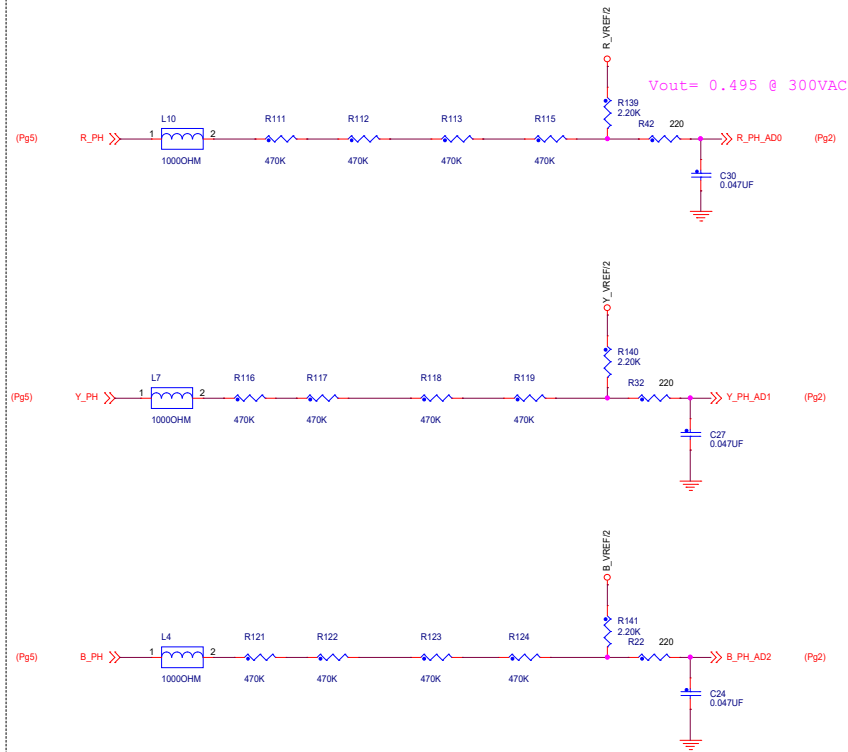 R_VREF/2
Vout= 0.495 @ 300VAC
L10
R111
R112
R113
R115
R139
2.20K
R42
220
(Pg5)
R_PH
1
2
R_PH_AD0
(Pg2)
1000OHM
470K
470K
470K
470K
C30
0.047UF
Y_VREF/2
R140
2.20K
L7
R116
R117
R118
R119
R32
220
(Pg5)
Y_PH
1
2
Y_PH_AD1
(Pg2)
1000OHM
470K
470K
470K
470K
C27
0.047UF
B_VREF/2
R141
2.20K
L4
R121
R122
R123
R124
R22
220
(Pg5)
B_PH
1
2
B_PH_AD2
(Pg2)
1000OHM
470K
470K
470K
470K
C24
0.047UF